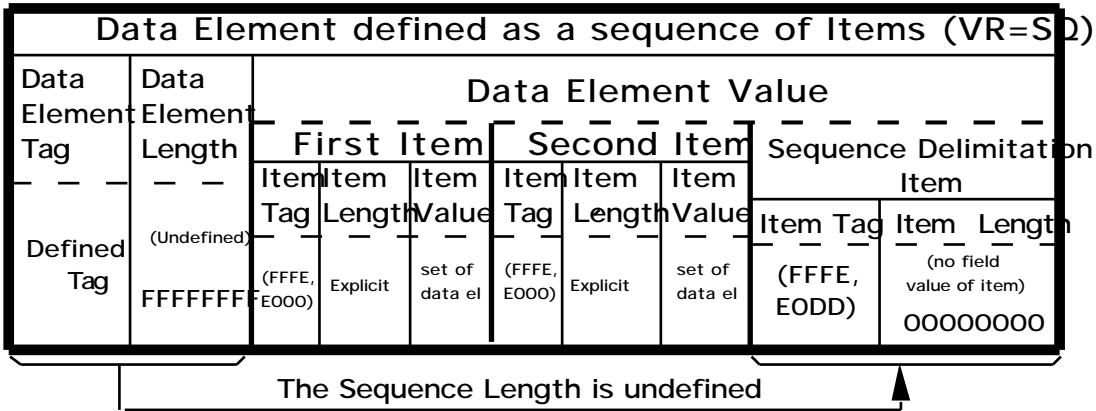 Data Element defined as a sequence of Items (VR=SQ)
Data Element Tag
Data Element Length
Data Element Value
First Item
Second Item
Sequence Delimitation Item
Item Tag
Item Length
Item Value
Item Tag
Item Length
Item Value
Item Tag
Item Length
Defined Tag
(Undefined)
FFFFFFFF
(FFFE, E000)
Explicit
set of data el
(FFFE, E000)
Explicit
set of data el
(FFFE, E0DD)
(no field value of item)
00000000
The Sequence Length is undefined